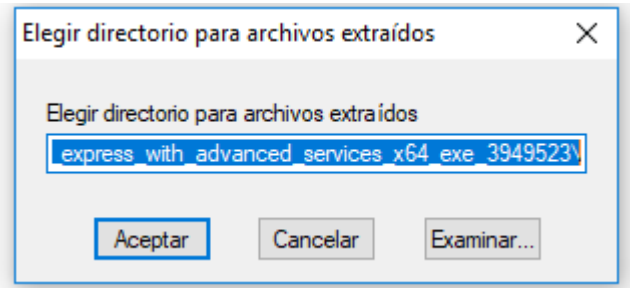 Elegir directorio para archivos extraídos
Elegir directorio para archivos extraídos
_express_with_advanced_services_x64_exe_3949523\
Aceptar
Cancelar
Examinar...